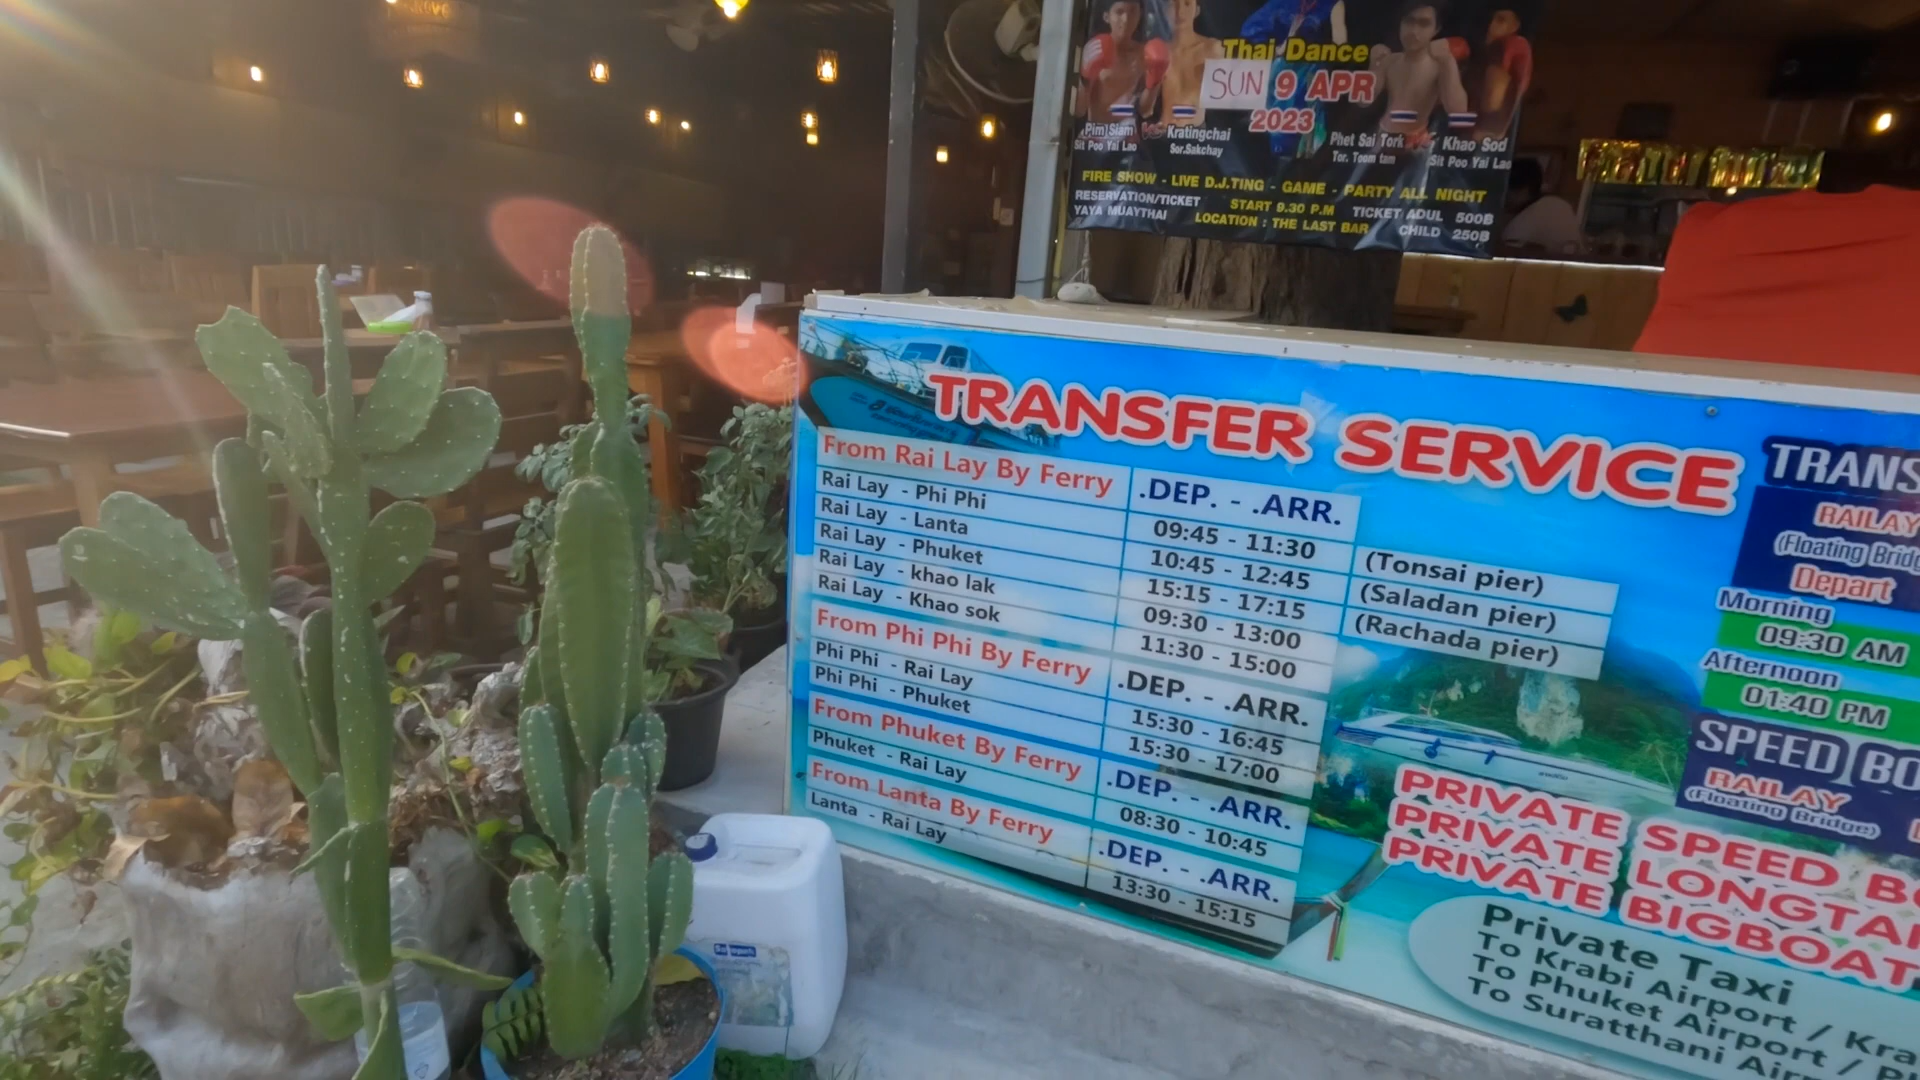 Thai Dance
SUN 9 APR
2023
Pim Siam
Sit Poo Yai Lao
Kratingchai
Sor.Sakchay
Phet Sai Tork
Tor. Toom tam
Khao Sod
Sit Poo Yai Lao
FIRE SHOW - LIVE D.J.TING - GAME - PARTY ALL NIGHT
RESERVATION/TICKET
YAYA MUAYTHAI
START 9.30 P.M
LOCATION : THE LAST BAR
TICKET ADUL 500B
CHILD 250B
TRANSFER SERVICE
From Rai Lay By Ferry .DEP. - .ARR.
Rai Lay - Phi Phi 09:45 - 11:30 (Tonsai pier)
Rai Lay - Lanta 10:45 - 12:45 (Saladan pier)
Rai Lay - Phuket 15:15 - 17:15 (Rachada pier)
Rai Lay - khao lak 09:30 - 13:00
Rai Lay - Khao sok 11:30 - 15:00
From Phi Phi By Ferry .DEP. - .ARR.
Phi Phi - Rai Lay 15:30 - 16:45
Phi Phi - Phuket 15:30 - 17:00
From Phuket By Ferry .DEP. - .ARR.
Phuket - Rai Lay 08:30 - 10:45
From Lanta By Ferry .DEP. - .ARR.
Lanta - Rai Lay 13:30 - 15:15
TRANS
RAILAY
(Floating Bridg
Depart
Morning
09:30 AM
Afternoon
01:40 PM
SPEED BO
RAILAY
(Floating Bridge)
PRIVATE SPEED BO
PRIVATE LONGTAI
PRIVATE BIGBOAT
Private Taxi
To Krabi Airport / Kra
To Phuket Airport / P
To Suratthani Air